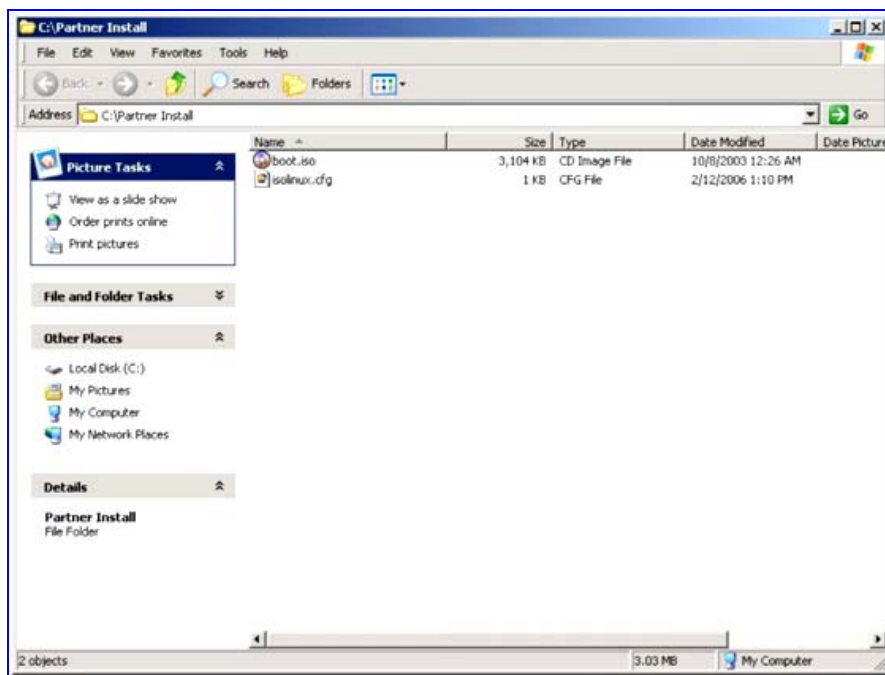 C:\Partner Install
File Edit View Favorites Tools Help
Back Search Folders
Address C:\Partner Install Go
Name Size Type Date Modified Date Picture
boot.iso 3,104 KB CD Image File 10/8/2003 12:26 AM
isolinux.cfg 1 KB CFG File 2/12/2006 1:10 PM
Picture Tasks
View as a slide show
Order prints online
Print pictures
File and Folder Tasks
Other Places
Local Disk (C:)
My Pictures
My Computer
My Network Places
Details
Partner Install
File Folder
2 objects 3.03 MB My Computer